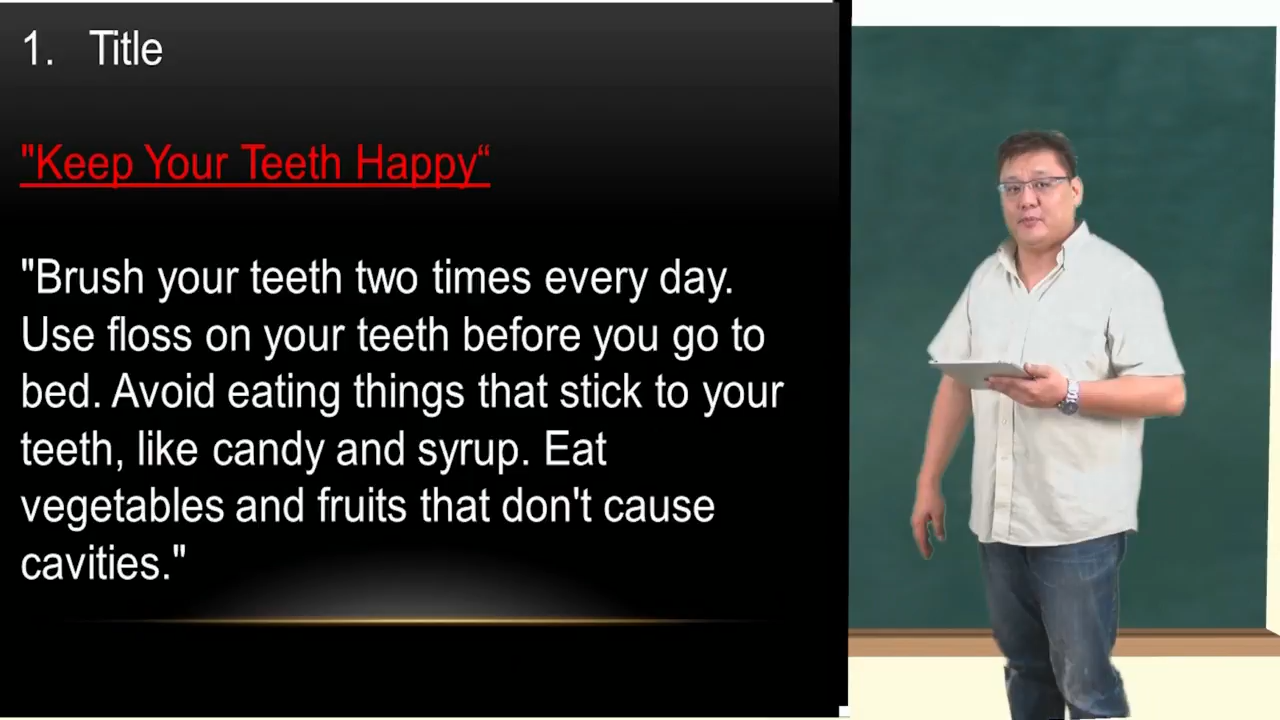 1. Title
"Keep Your Teeth Happy“
"Brush your teeth two times every day.
Use floss on your teeth before you go to
bed. Avoid eating things that stick to your
teeth, like candy and syrup. Eat
vegetables and fruits that don't cause
cavities."